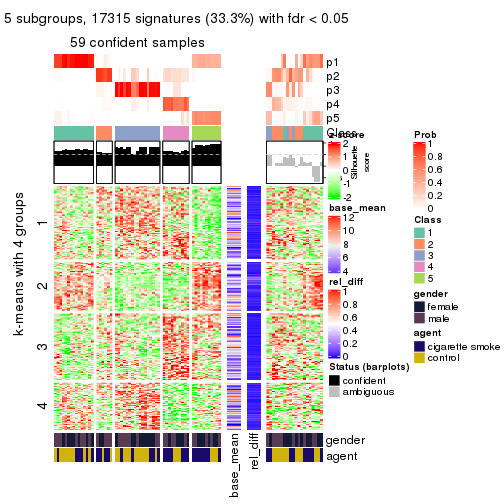 5 subgroups, 17315 signatures (33.3%) with fdr < 0.05
59 confident samples
p1
p2
p3
p4
p5
Class
k-means with 4 groups
1
2
3
4
gender
agent
base_mean
rel_diff
z-score
2
1
0
-1
-2
Silhouette
score
base_mean
12
10
8
6
4
rel_diff
1
0.8
0.6
0.4
0.2
0
Status (barplots)
confident
ambiguous
Prob
1
0.8
0.6
0.4
0.2
0
Class
1
2
3
4
5
gender
female
male
agent
cigarette smoke
control